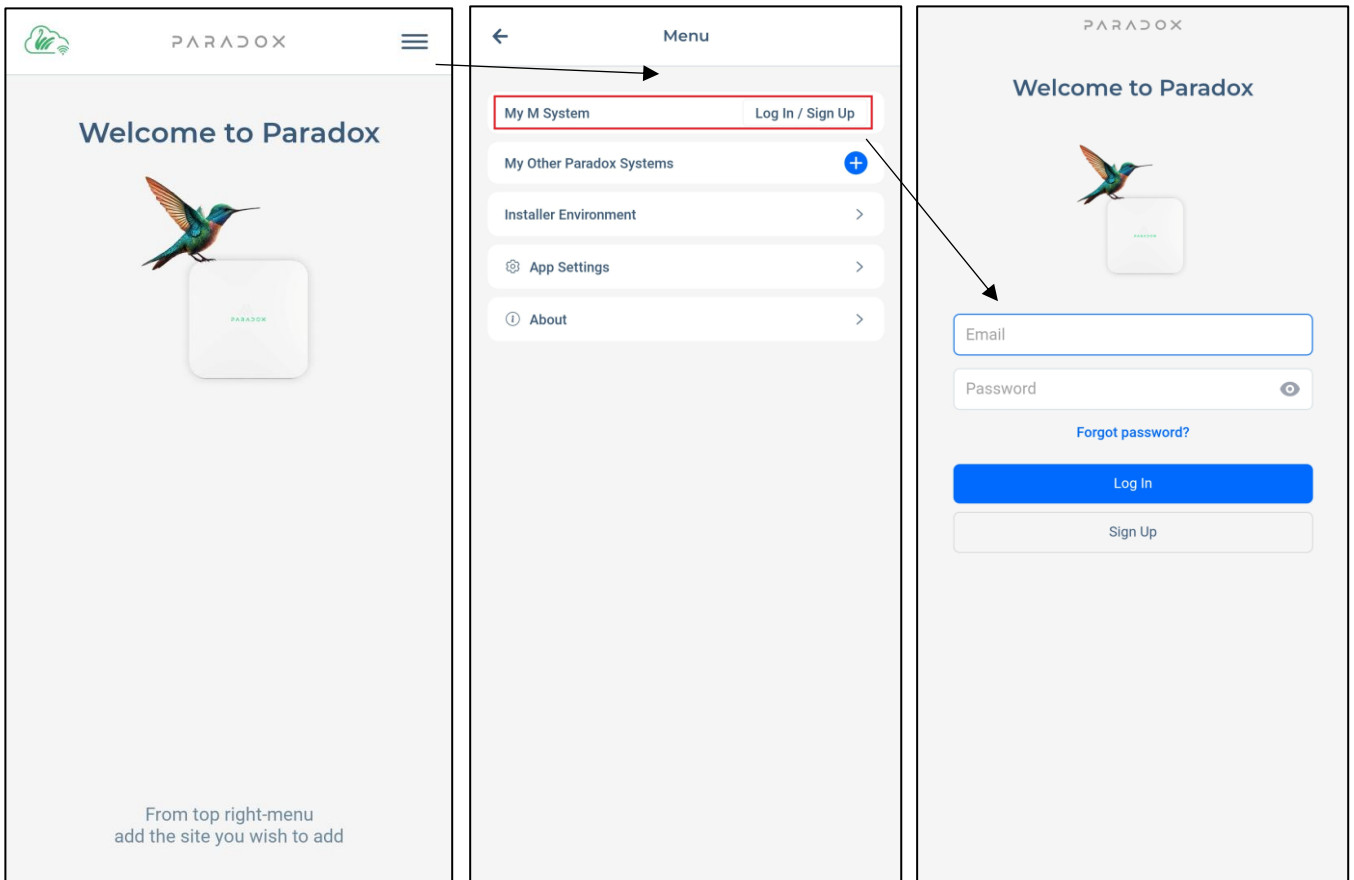 PARADOX
Welcome to Paradox
PARADOX
From top right-menu
add the site you wish to add
Menu
My M System Log In / Sign Up
My Other Paradox Systems
Installer Environment
App Settings
About
PARADOX
Welcome to Paradox
PARADOX
Email
Password
Forgot password?
Log In
Sign Up